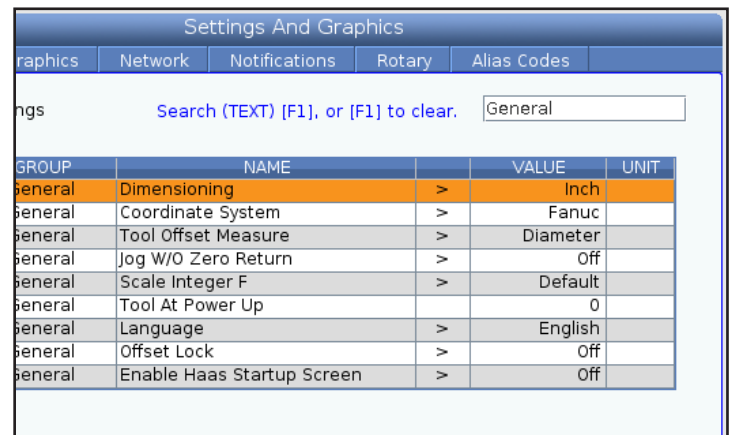 Settings And Graphics
raphics Network Notifications Rotary Alias Codes
ngs Search (TEXT) [F1], or [F1] to clear. General
GROUP NAME VALUE UNIT
General Dimensioning > Inch
General Coordinate System > Fanuc
General Tool Offset Measure > Diameter
General Jog W/O Zero Return > Off
General Scale Integer F > Default
General Tool At Power Up 0
General Language > English
General Offset Lock > Off
General Enable Haas Startup Screen > Off